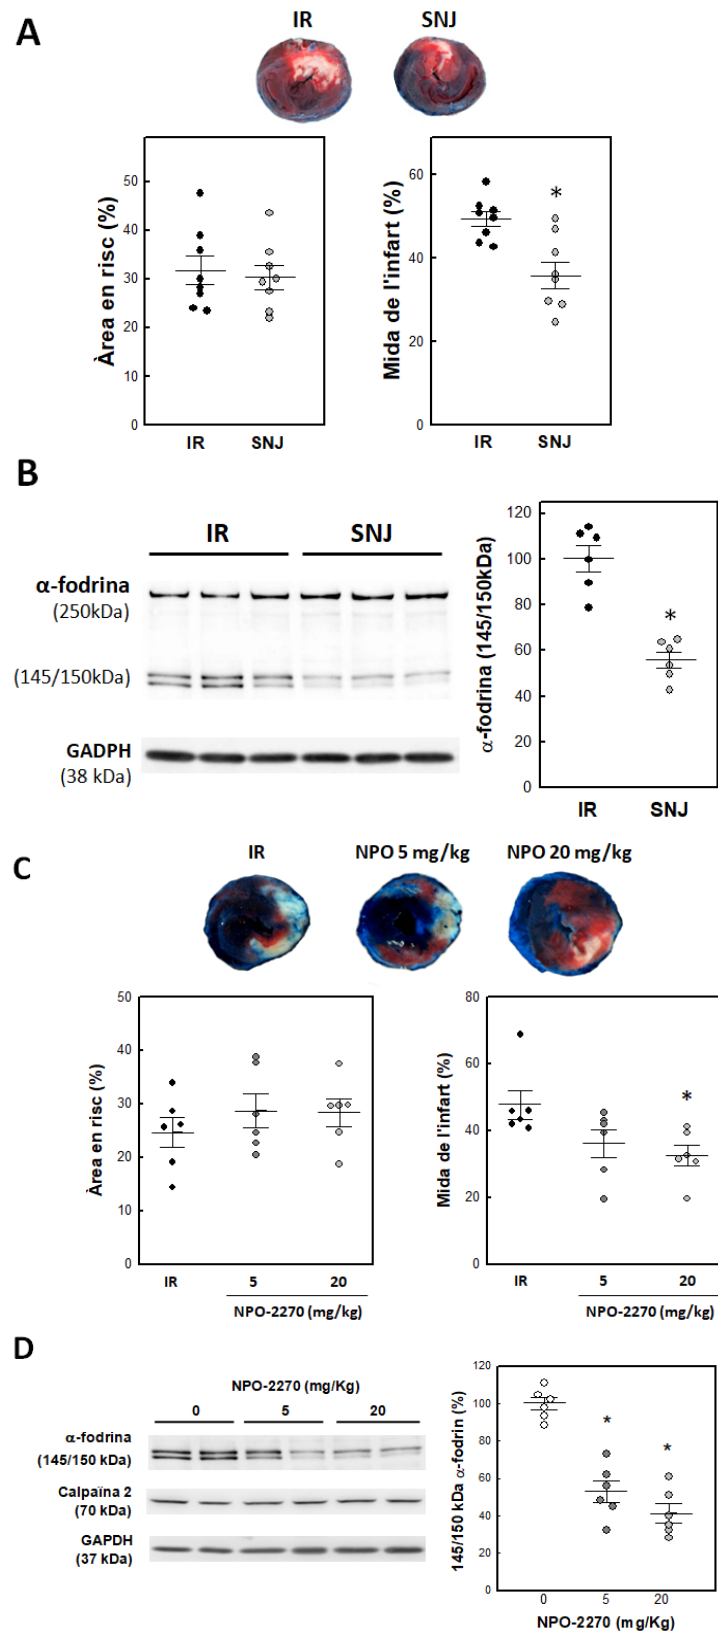 A
IR SNJ
Àrea en risc (%)
50
40
30
20
10
0
IR SNJ
Mida de l'infart (%)
60
40
20
0
*
IR SNJ
B
IR SNJ
α-fodrina
(250kDa)
(145/150kDa)
GADPH
(38 kDa)
α-fodrina (145/150kDa)
120
100
80
60
40
20
0
*
IR SNJ
C
IR NPO 5 mg/kg NPO 20 mg/kg
Àrea en risc (%)
50
40
30
20
10
0
IR 5 20
NPO-2270 (mg/kg)
Mida de l'infart (%)
80
60
40
20
0
*
IR 5 20
NPO-2270 (mg/kg)
D
NPO-2270 (mg/Kg)
0 5 20
α-fodrina
(145/150 kDa)
Calpaïna 2
(70 kDa)
GAPDH
(37 kDa)
145/150 kDa α-fodrin (%)
120
100
80
60
40
20
0
* *
0 5 20
NPO-2270 (mg/Kg)